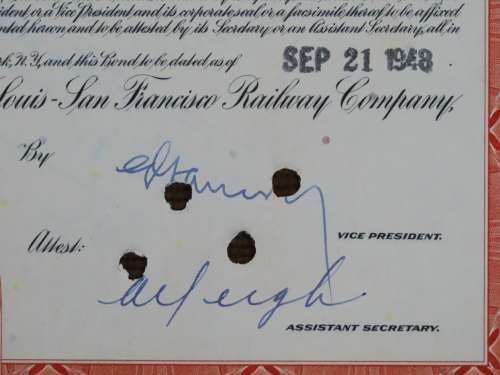 ident or a Vice President and its corporate seal or a facsimile thereof to be affixed
nted hereon and to be attested by its Secretary or an Assistant Secretary, all in
rk, N.Y., and this Bond to be dated as of SEP 21 1948
Louis-San Francisco Railway Company,
By
VICE PRESIDENT.
Attest:
ASSISTANT SECRETARY.